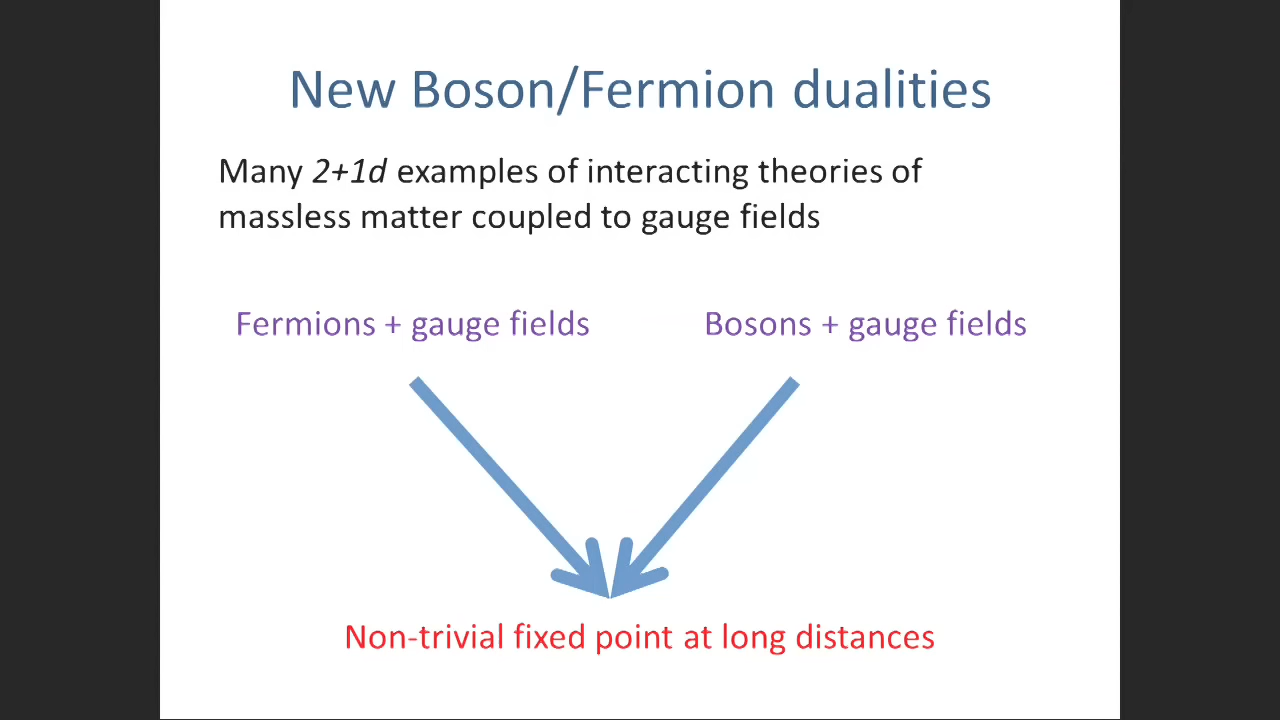 New Boson/Fermion dualities
Many 2+1d examples of interacting theories of
massless matter coupled to gauge fields
Fermions + gauge fields
Bosons + gauge fields
Non-trivial fixed point at long distances